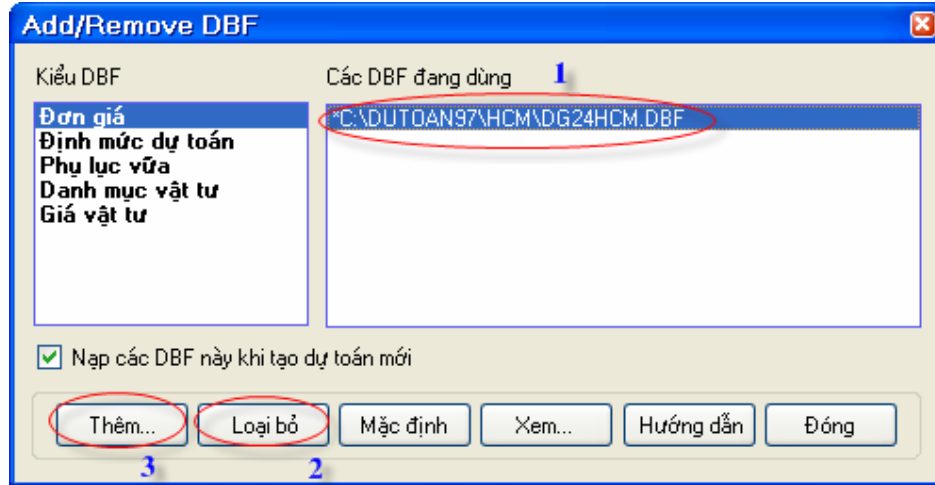 Add/Remove DBF
Kiểu DBF
Các DBF đang dùng
1
Đơn giá
Định mức dự toán
Phụ lục vữa
Danh mục vật tư
Giá vật tư
*C:\DUTOAN97\HCM\DG24HCM.DBF
Nạp các DBF này khi tạo dự toán mới
Thêm... Loại bỏ Mặc định Xem... Hướng dẫn Đóng
3 2